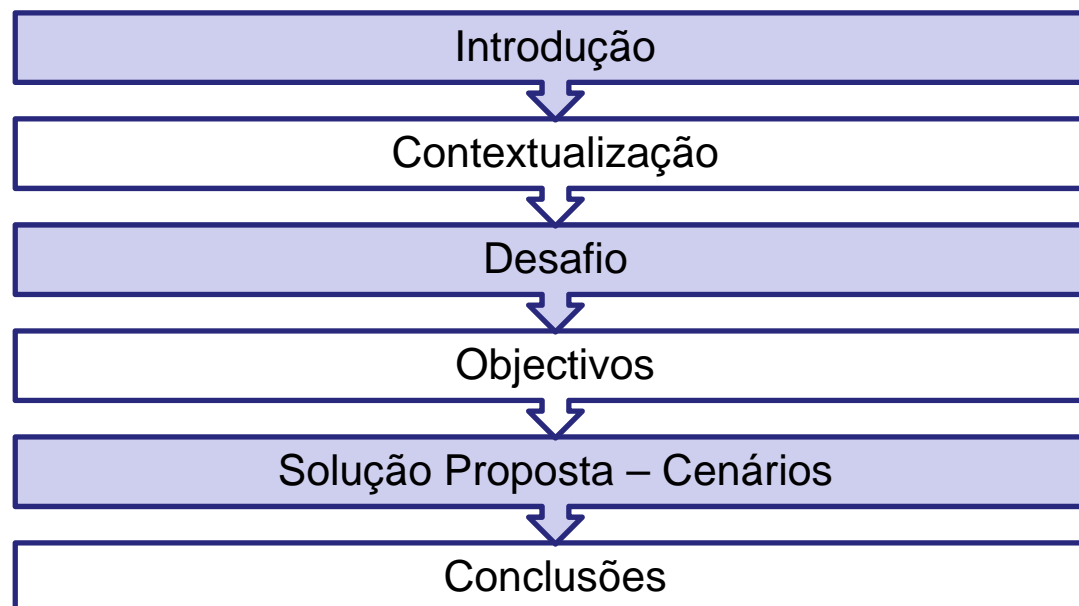 Introdução
Contextualização
Desafio
Objectivos
Solução Proposta – Cenários
Conclusões